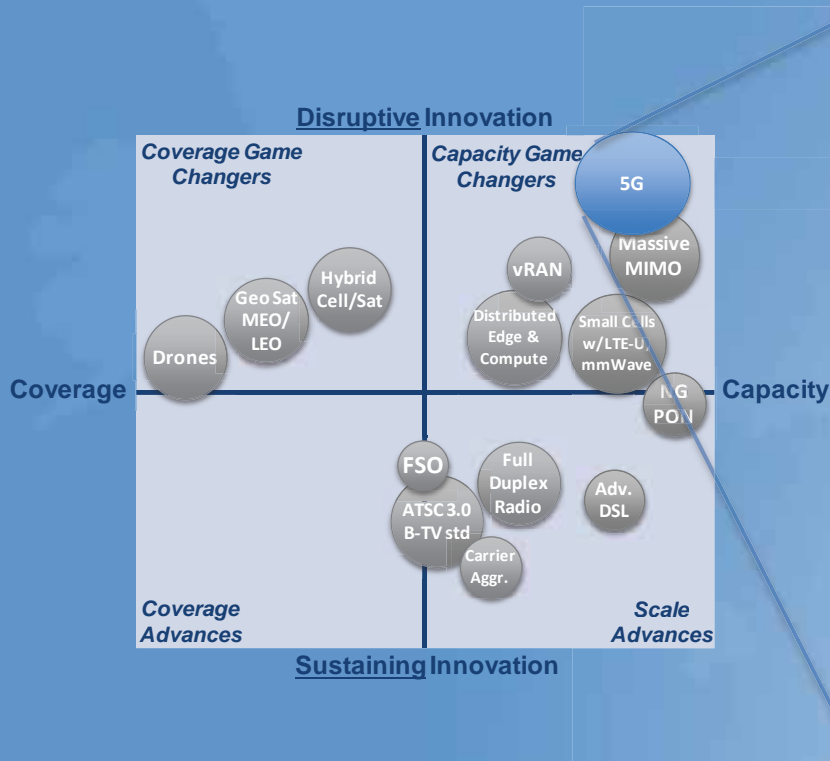 Disruptive Innovation
Coverage Game
Changers
Capacity Game
Changers
5G
Massive
MIMO
vRAN
Hybrid
Cell/Sat
Geo Sat
MEO/
LEO
Distributed
Edge &
Compute
Small Cells
w/LTE-U,
mmWave
Drones
Coverage
Capacity
NG
PON
FSO
Full
Duplex
Radio
Adv.
DSL
ATSC 3.0
B-TV std
Carrier
Aggr.
Coverage
Advances
Scale
Advances
Sustaining Innovation